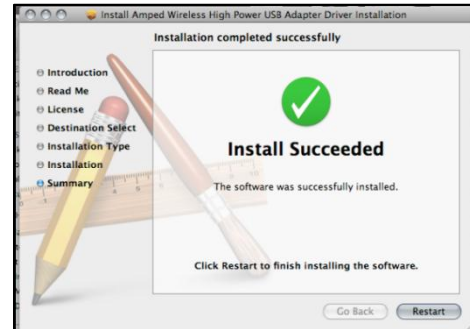 Install Amped Wireless High Power USB Adapter Driver Installation
Installation completed successfully
Introduction
Read Me
License
Destination Select
Installation Type
Installation
Summary
Install Succeeded
The software was successfully installed.
Click Restart to finish installing the software.
Go Back
Restart